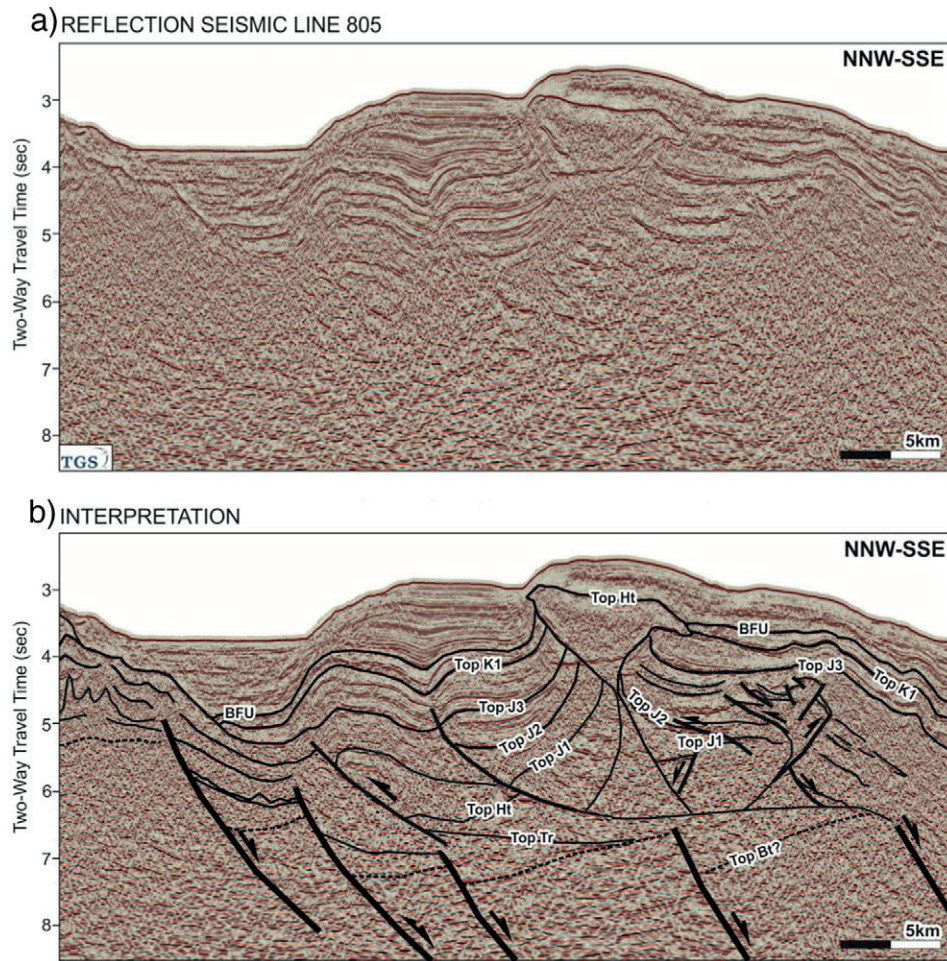 a) REFLECTION SEISMIC LINE 805
NNW-SSE
Two-Way Travel Time (sec)
3
4
5
6
7
8
TGS
5km
b) INTERPRETATION
NNW-SSE
Two-Way Travel Time (sec)
3
4
5
6
7
8
Top Ht
BFU
Top K1
Top J3
Top K1
BFU
Top J3
Top J2
Top J2
Top J1
Top J1
Top Ht
Top Tr
Top Bt?
5km